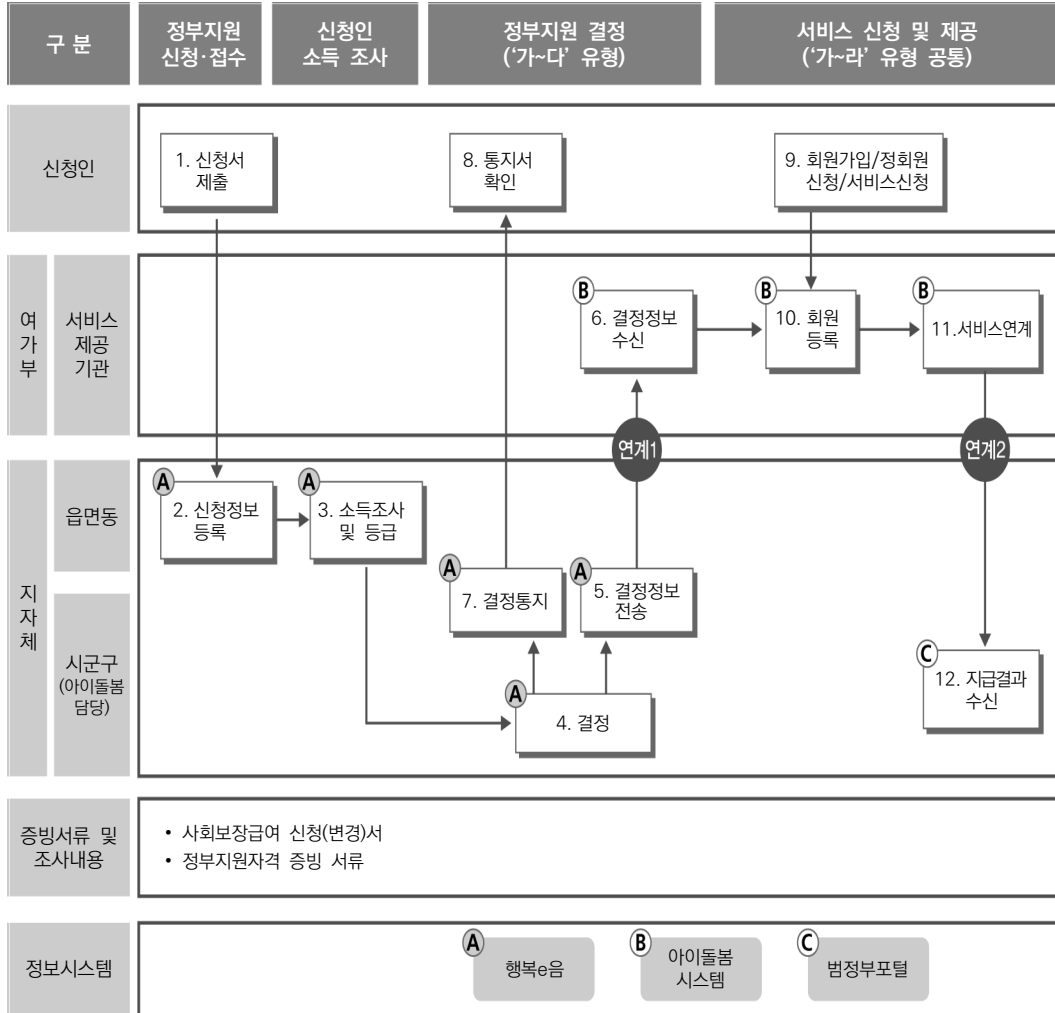 구 분
정부지원
신청·접수
신청인
소득 조사
정부지원 결정
(‘가~다’ 유형)
서비스 신청 및 제공
(‘가~라’ 유형 공통)
신청인
1. 신청서
제출
8. 통지서
확인
9. 회원가입/정회원
신청/서비스신청
여
가
부
서비스
제공
기관
B
6. 결정정보
수신
B
10. 회원
등록
B
11.서비스연계
연계1
연계2
지
자
체
읍면동
A
2. 신청정보
등록
A
3. 소득조사
및 등급
A
7. 결정통지
A
5. 결정정보
전송
시군구
(아이돌봄
담당)
A
4. 결정
C
12. 지급결과
수신
증빙서류 및
조사내용
• 사회보장급여 신청(변경)서
• 정부지원자격 증빙 서류
정보시스템
A
행복e음
B
아이돌봄
시스템
C
범정부포털